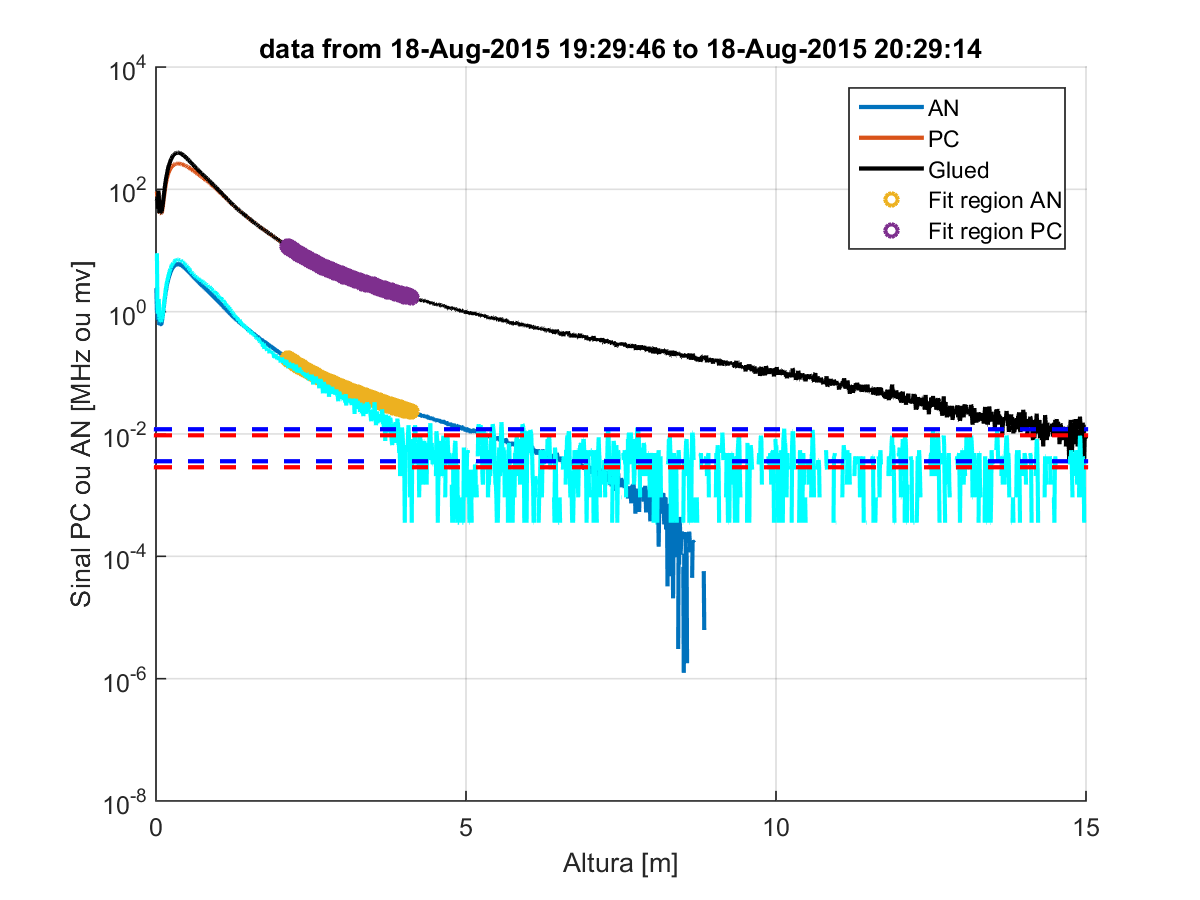 data from 18-Aug-2015 19:29:46 to 18-Aug-2015 20:29:14
10^4
10^2
10^0
10^-2
10^-4
10^-6
10^-8
Sinal PC ou AN [MHz ou mv]
AN
PC
Glued
Fit region AN
Fit region PC
0 5 10 15
Altura [m]